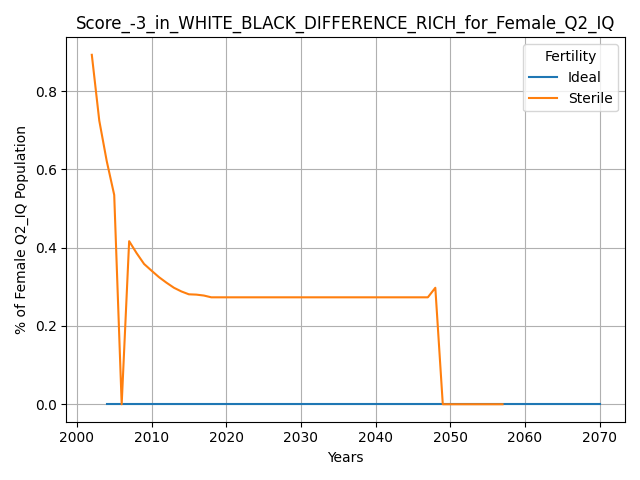 Score_-3_in_WHITE_BLACK_DIFFERENCE_RICH_for_Female_Q2_IQ
Fertility
Ideal
Sterile
% of Female Q2_IQ Population
0.8
0.6
0.4
0.2
0.0
2000 2010 2020 2030 2040 2050 2060 2070
Years